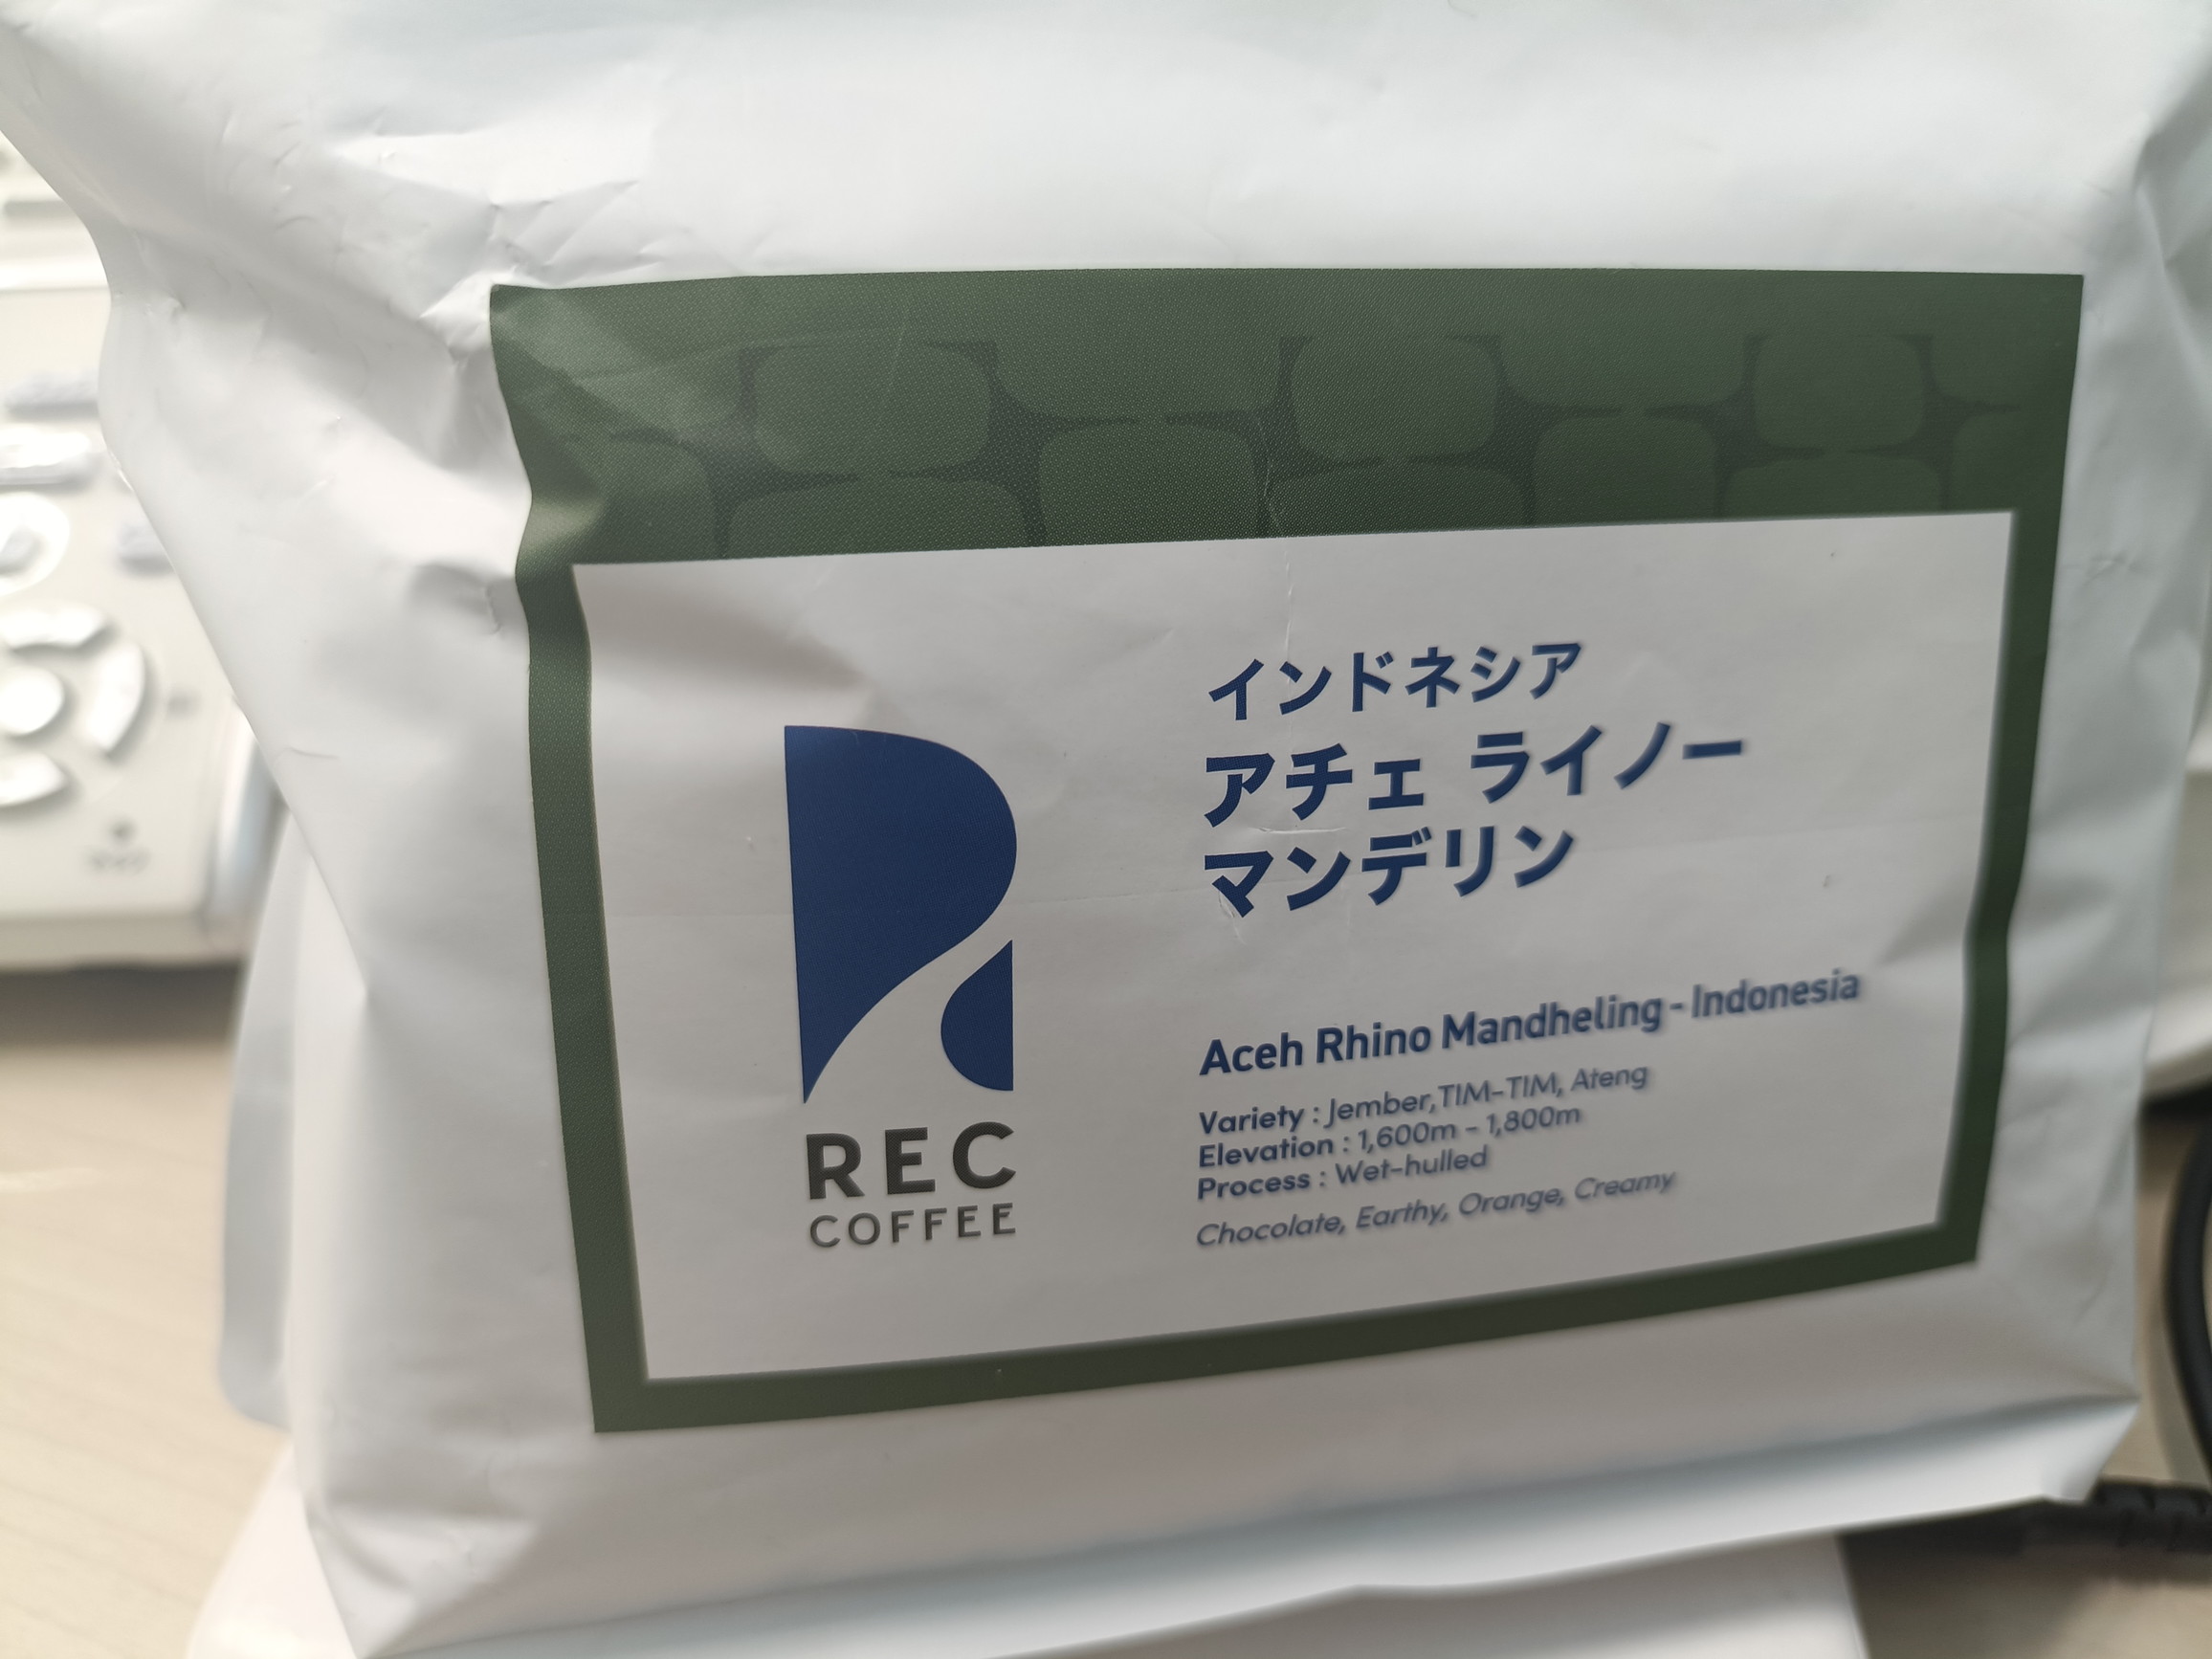 インドネシア
アチェ ライノー
マンデリン
Aceh Rhino Mandheling - Indonesia
Variety : Jember,TIM-TIM, Ateng
Elevation : 1,600m - 1,800m
Process : Wet-hulled
Chocolate, Earthy, Orange, Creamy
REC
COFFEE